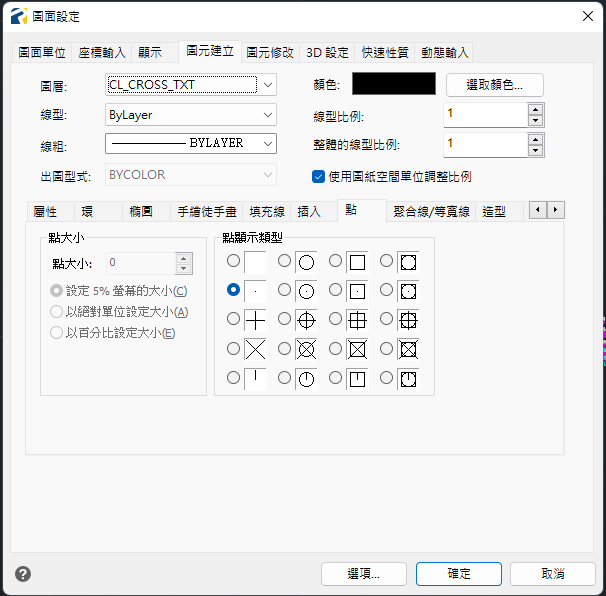 圖面設定
圖面單位 座標輸入 顯示 圖元建立 圖元修改 3D 設定 快速性質 動態輸入
圖層: CL_CROSS_TXT 顏色: 選取顏色...
線型: ByLayer 線型比例: 1
線粗: BYLAYER 整體的線型比例: 1
出圖型式: BYCOLOR 使用圖紙空間單位調整比例
屬性 環 橢圓 手繪徒手畫 填充線 插入 點 聚合線/等寬線 造型
點大小 點顯示類型
點大小: 0
設定 5% 螢幕的大小(C)
以絕對單位設定大小(A)
以百分比設定大小(E)
選項... 確定 取消